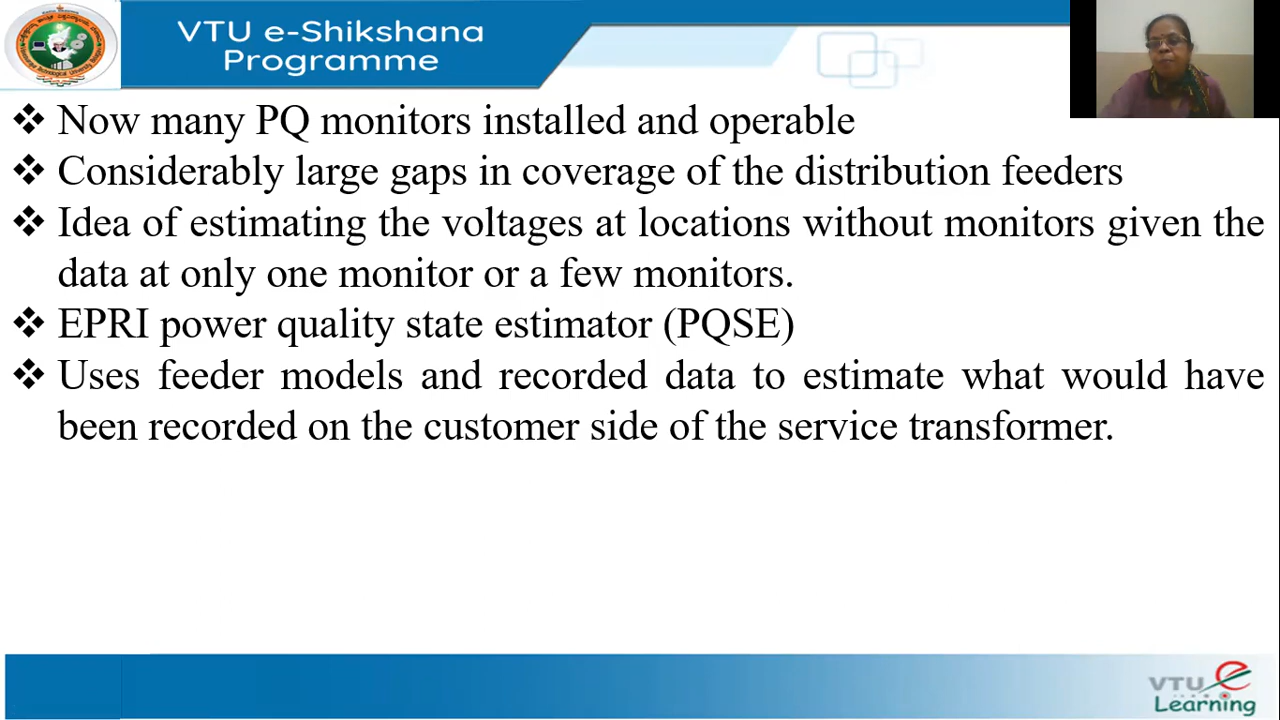 VTU e-Shikshana
Programme
❖ Now many PQ monitors installed and operable
❖ Considerably large gaps in coverage of the distribution feeders
❖ Idea of estimating the voltages at locations without monitors given the
data at only one monitor or a few monitors.
❖ EPRI power quality state estimator (PQSE)
❖ Uses feeder models and recorded data to estimate what would have
been recorded on the customer side of the service transformer.
VTU e
Learning